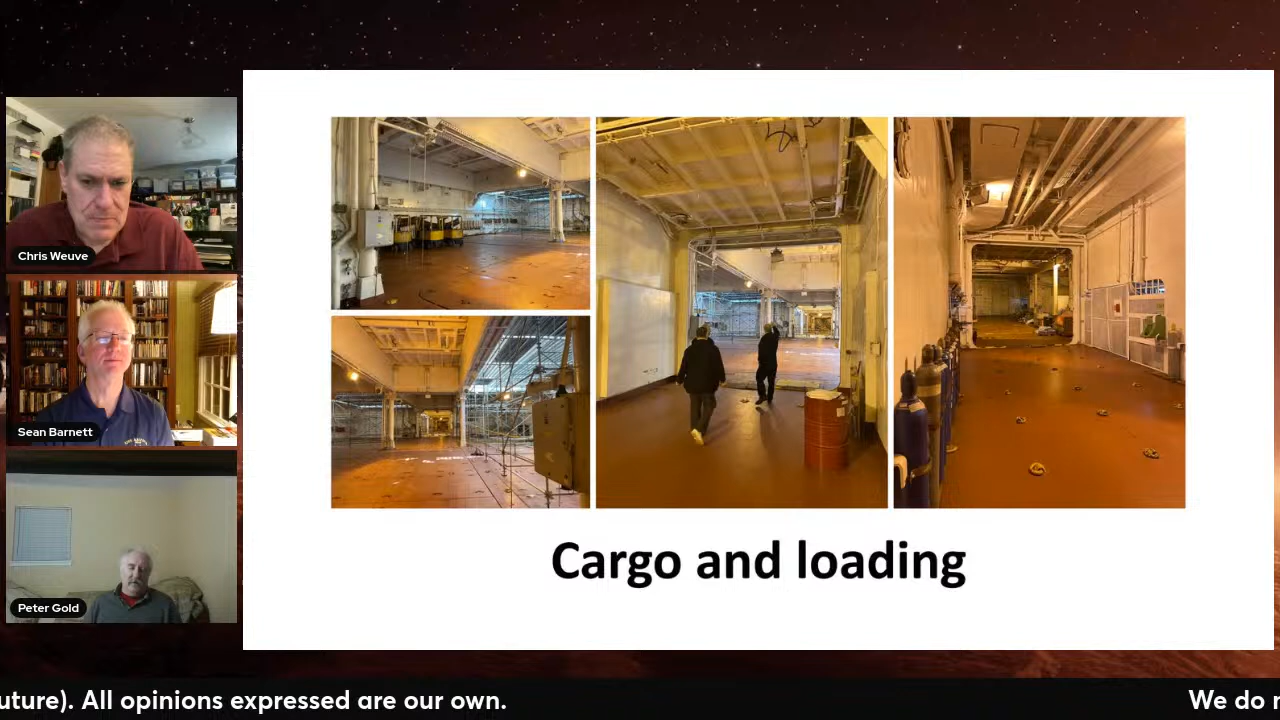 Chris Weuve
Sean Barnett
Peter Gold
Cargo and loading
uture). All opinions expressed are our own.
We do